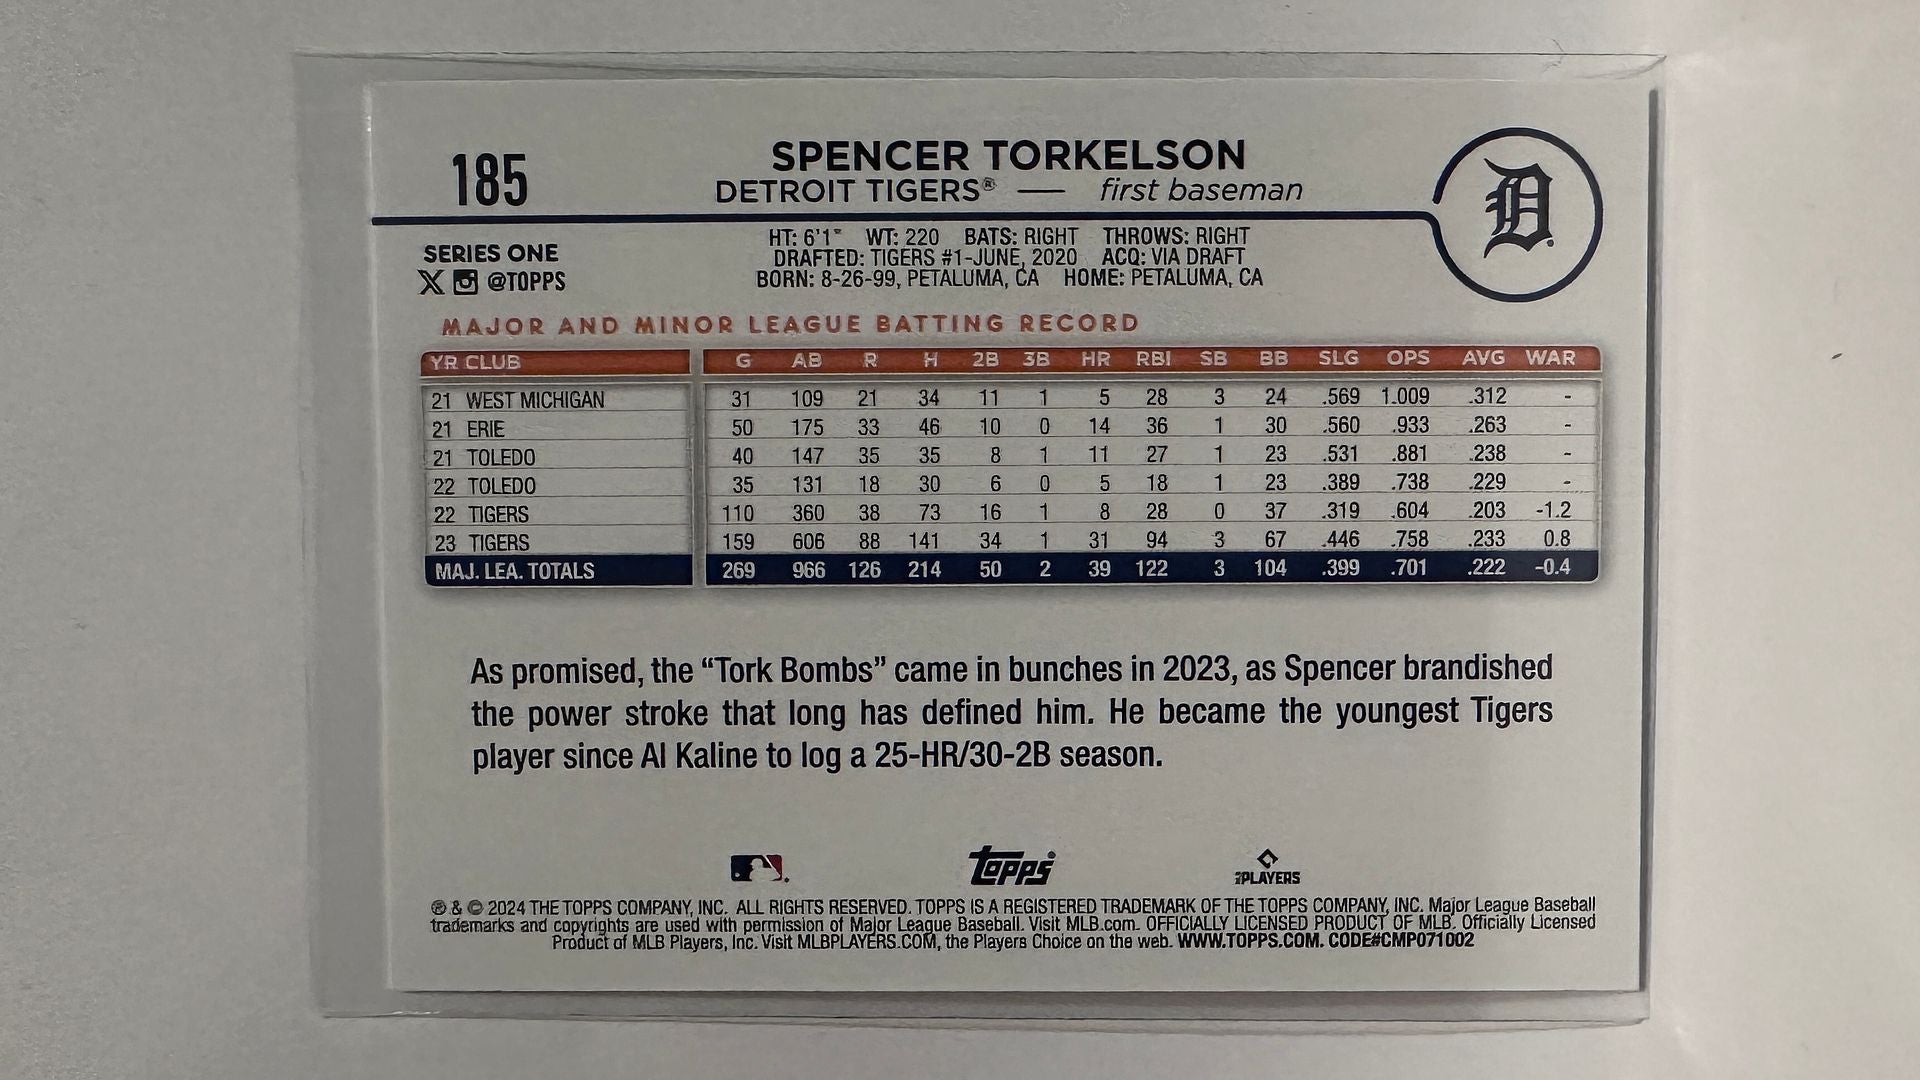 185
SPENCER TORKELSON
DETROIT TIGERS® — first baseman
D
SERIES ONE
X @TOPPS
HT: 6'1" WT: 220 BATS: RIGHT THROWS: RIGHT
DRAFTED: TIGERS #1-JUNE, 2020 ACQ: VIA DRAFT
BORN: 8-26-99, PETALUMA, CA HOME: PETALUMA, CA
MAJOR AND MINOR LEAGUE BATTING RECORD
YR CLUB G AB R H 2B 3B HR RBI SB BB SLG OPS AVG WAR
21 WEST MICHIGAN 31 109 21 34 11 1 5 28 3 24 .569 1.009 .312 -
21 ERIE 50 175 33 46 10 0 14 36 1 30 .560 .933 .263 -
21 TOLEDO 40 147 35 35 8 1 11 27 1 23 .531 .881 .238 -
22 TOLEDO 35 131 18 30 6 0 5 18 1 23 .389 .738 .229 -
22 TIGERS 110 360 38 73 16 1 8 28 0 37 .319 .604 .203 -1.2
23 TIGERS 159 606 88 141 34 1 31 94 3 67 .446 .758 .233 0.8
MAJ. LEA. TOTALS 269 966 126 214 50 2 39 122 3 104 .399 .701 .222 -0.4
As promised, the “Tork Bombs” came in bunches in 2023, as Spencer brandished
the power stroke that long has defined him. He became the youngest Tigers
player since Al Kaline to log a 25-HR/30-2B season.
topps
PLAYERS
® & © 2024 THE TOPPS COMPANY, INC. ALL RIGHTS RESERVED. TOPPS IS A REGISTERED TRADEMARK OF THE TOPPS COMPANY, INC. Major League Baseball
trademarks and copyrights are used with permission of Major League Baseball. Visit MLB.com. OFFICIALLY LICENSED PRODUCT OF MLB. Officially Licensed
Product of MLB Players, Inc. Visit MLBPLAYERS.COM, the Players Choice on the web. WWW.TOPPS.COM. CODE#CMP071002